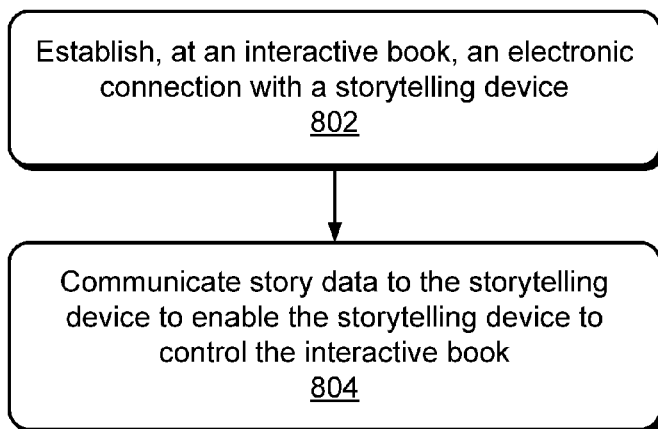 Establish, at an interactive book, an electronic
connection with a storytelling device
802
Communicate story data to the storytelling
device to enable the storytelling device to
control the interactive book
804